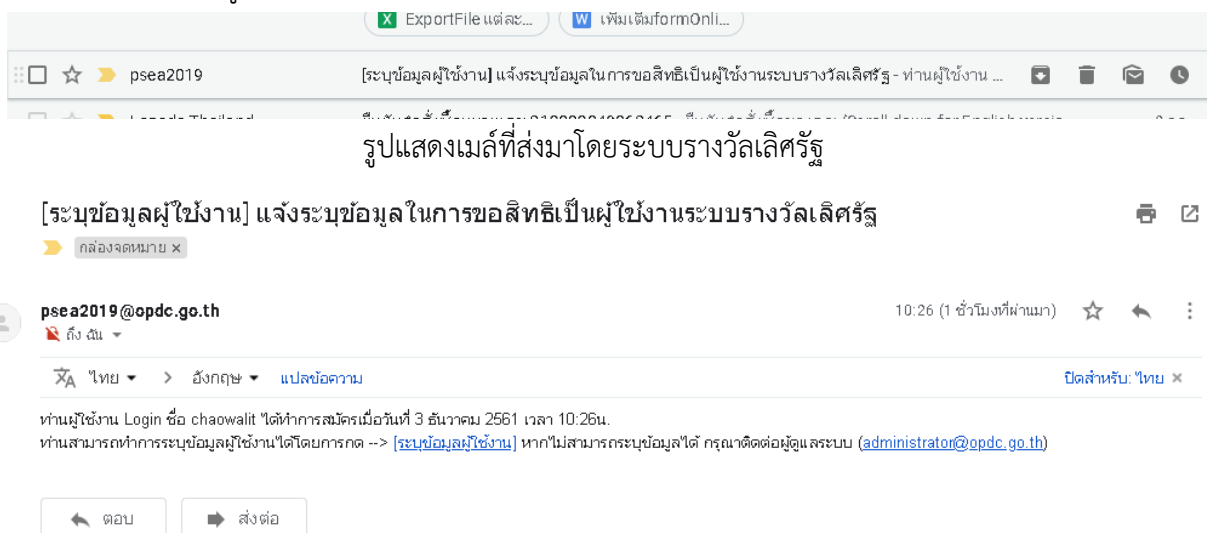 ExportFile แต่ละ... เพิ่มเติมformOnli...
psea2019 [ระบุข้อมูลผู้ใช้งาน] แจ้งระบุข้อมูลในการขอสิทธิเป็นผู้ใช้งานระบบรางวัลเลิศรัฐ - ท่านผู้ใช้งาน ...
รูปแสดงเมล์ที่ส่งมาโดยระบบรางวัลเลิศรัฐ
[ระบุข้อมูลผู้ใช้งาน] แจ้งระบุข้อมูลในการขอสิทธิเป็นผู้ใช้งานระบบรางวัลเลิศรัฐ
กล่องจดหมาย ×
psea2019@opdc.go.th 10:26 (1 ชั่วโมงที่ผ่านมา)
ถึง ฉัน
ไทย > อังกฤษ แปลข้อความ ปิดสำหรับ: ไทย ×
ท่านผู้ใช้งาน Login ชื่อ chaowalit ได้ทำการสมัครเมื่อวันที่ 3 ธันวาคม 2561 เวลา 10:26น.
ท่านสามารถทำการระบุข้อมูลผู้ใช้งานได้โดยการกด --> [ระบุข้อมูลผู้ใช้งาน] หากไม่สามารถระบุข้อมูลได้ กรุณาติดต่อผู้ดูแลระบบ (administrator@opdc.go.th)
ตอบ ส่งต่อ